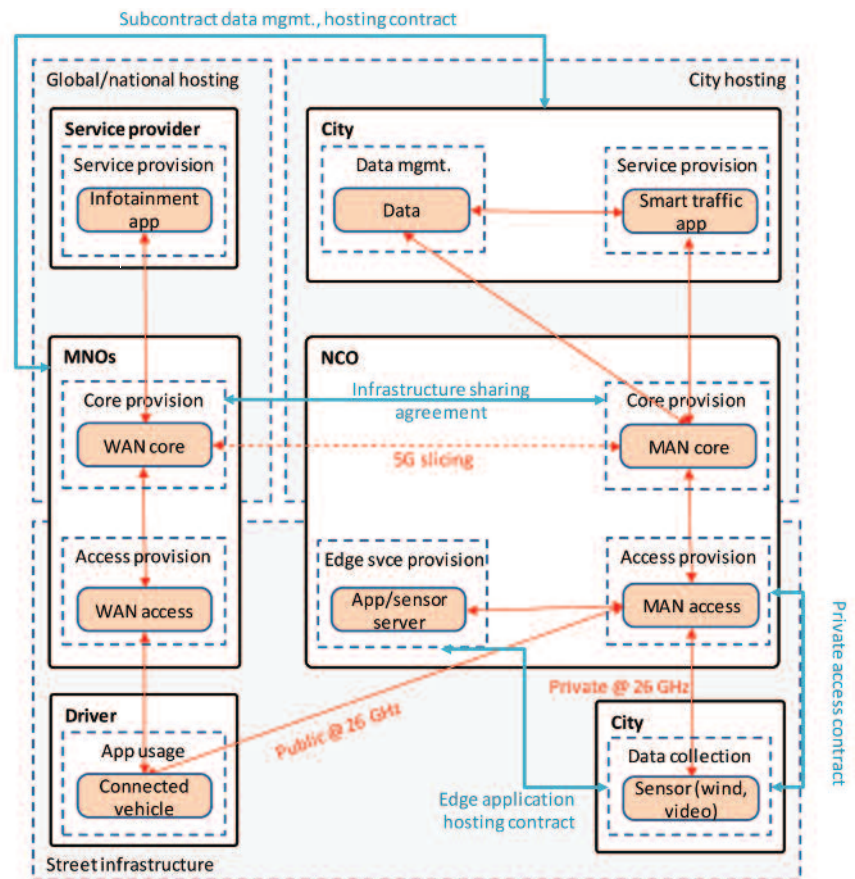 Subcontract data mgmt., hosting contract
Global/national hosting
City hosting
Service provider
Service provision
Infotainment
app
City
Data mgmt.
Data
Service provision
Smart traffic
app
MNOs
Core provision
WAN core
NCO
Infrastructure sharing
agreement
Core provision
MAN core
5G slicing
Access provision
WAN access
Edge svce provision
App/sensor
server
Access provision
MAN access
Private access contract
Private @ 26 GHz
Public @ 26 GHz
Driver
App usage
Connected
vehicle
City
Data collection
Sensor (wind,
video)
Edge application
hosting contract
Street infrastructure